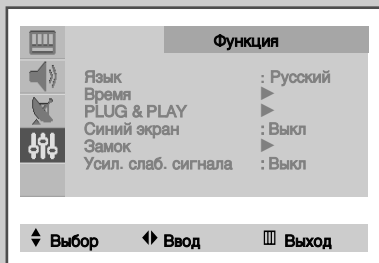 Функция
Язык : Русский
Время ►
PLUG & PLAY ►
Синий экран : Выкл
Замок ►
Усил. слаб. сигнала : Выкл
Выбор Ввод Выход